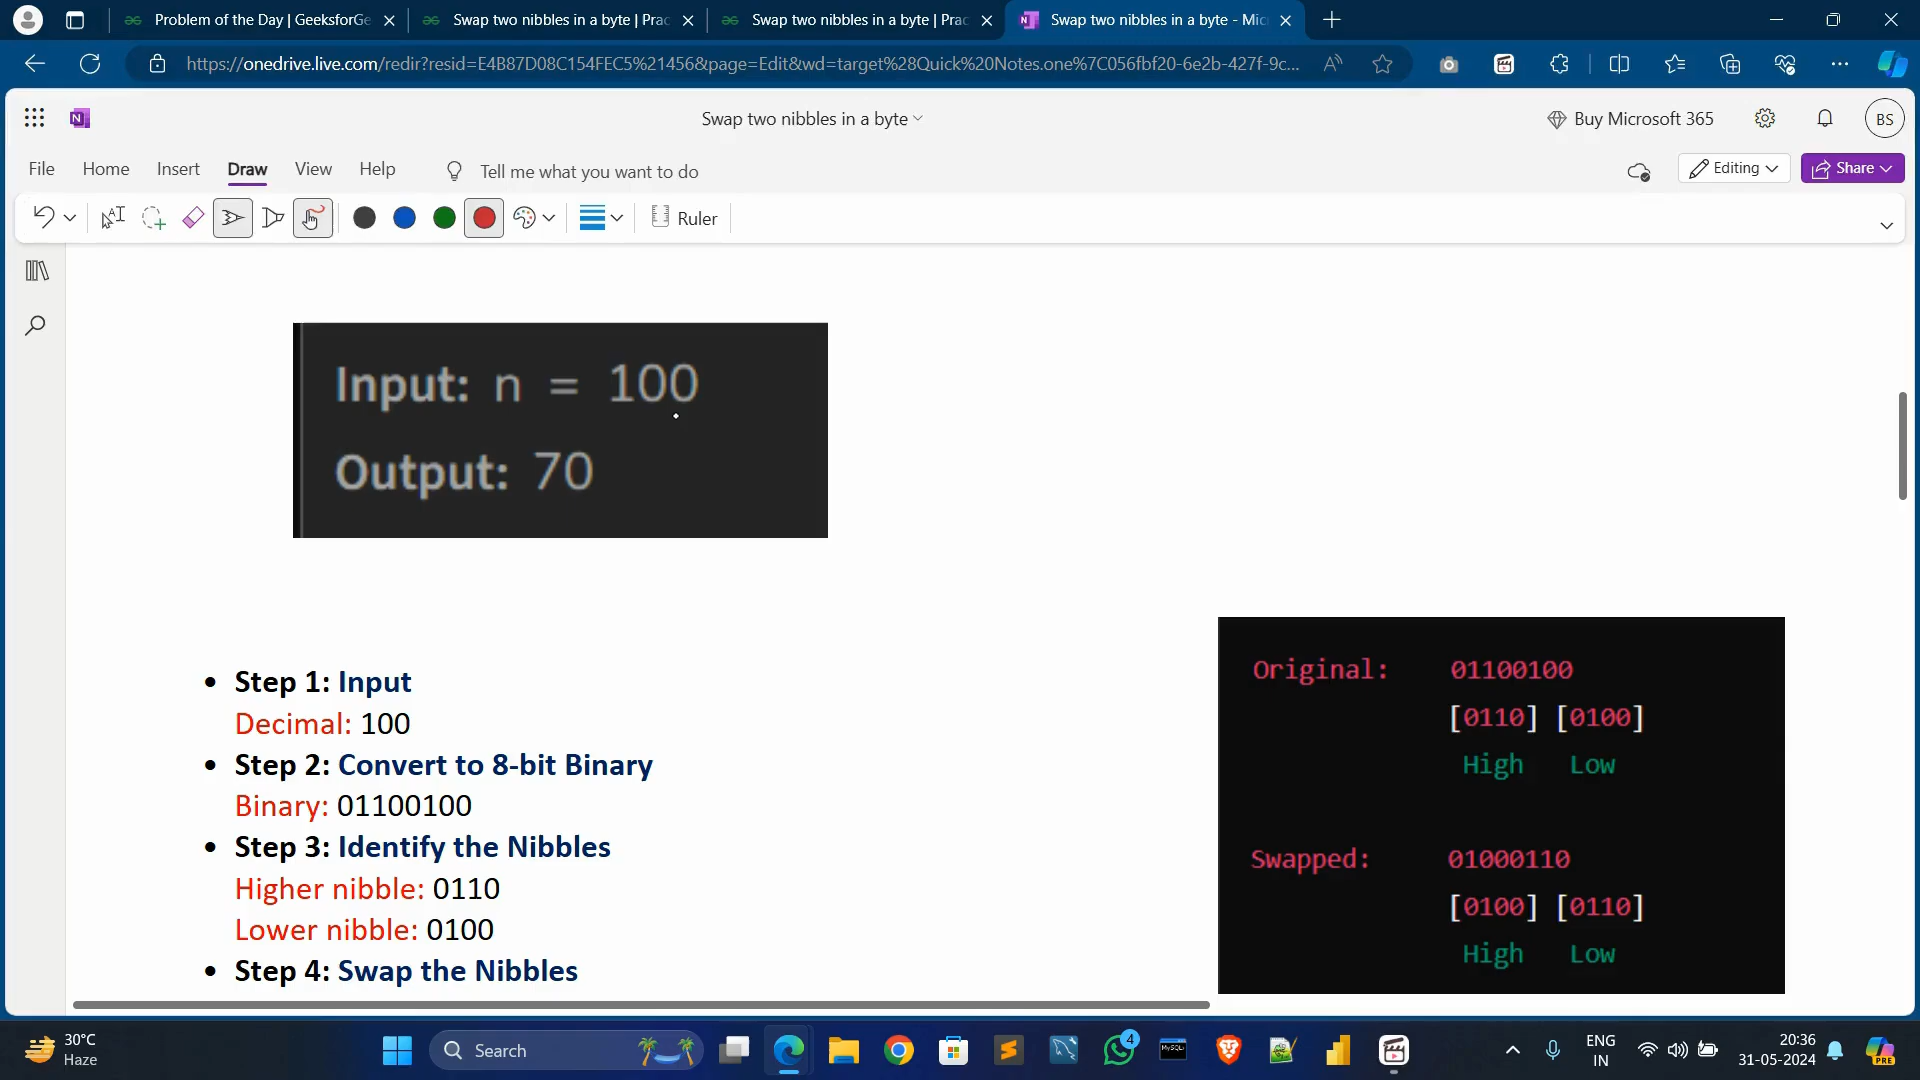 Problem of the Day | GeeksforGe
Swap two nibbles in a byte | Prac
Swap two nibbles in a byte | Prac
Swap two nibbles in a byte - Mic
https://onedrive.live.com/redir?resid=E4B87D08C154FEC5%21456&page=Edit&wd=target%28Quick%20Notes.one%7C056fbf20-6e2b-427f-9c...
N
Swap two nibbles in a byte
Buy Microsoft 365
BS
File Home Insert Draw View Help Tell me what you want to do
Editing
Share
Ruler
Input: n = 100
Output: 70
• Step 1: Input
Decimal: 100
• Step 2: Convert to 8-bit Binary
Binary: 01100100
• Step 3: Identify the Nibbles
Higher nibble: 0110
Lower nibble: 0100
• Step 4: Swap the Nibbles
Original: 01100100
[0110] [0100]
High Low
Swapped: 01000110
[0100] [0110]
High Low
30°C
Haze
Search
4
ENG
IN
20:36
31-05-2024
PRE